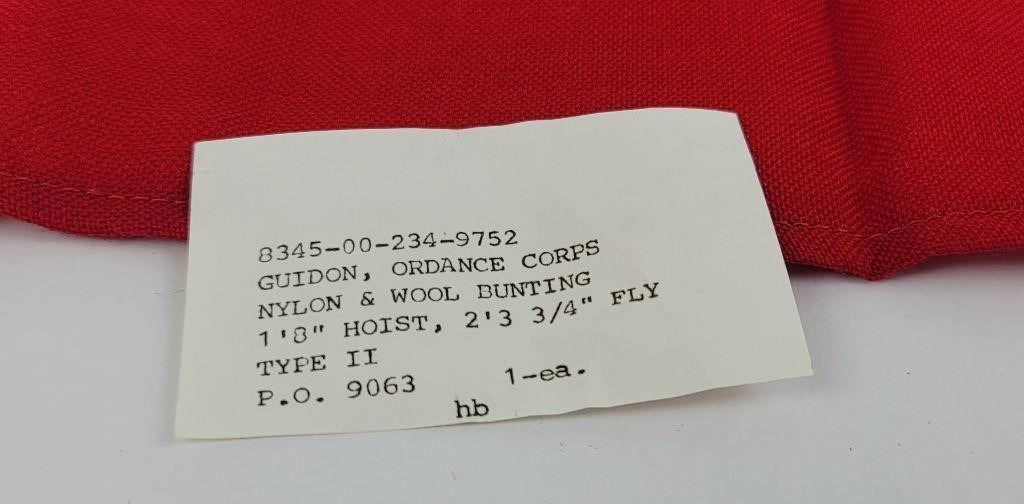 8345-00-234-9752
GUIDON, ORDANCE CORPS
NYLON & WOOL BUNTING
1'8" HOIST, 2'3 3/4" FLY
TYPE II
P.O. 9063 1-ea.
hb